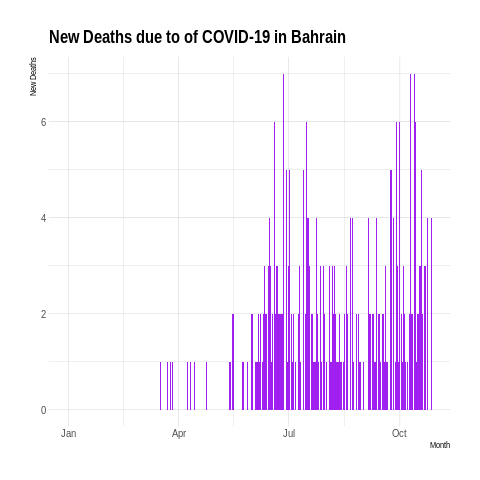 New Deaths due to of COVID-19 in Bahrain
New Deaths
6
4
2
0
Jan Apr Jul Oct
Month